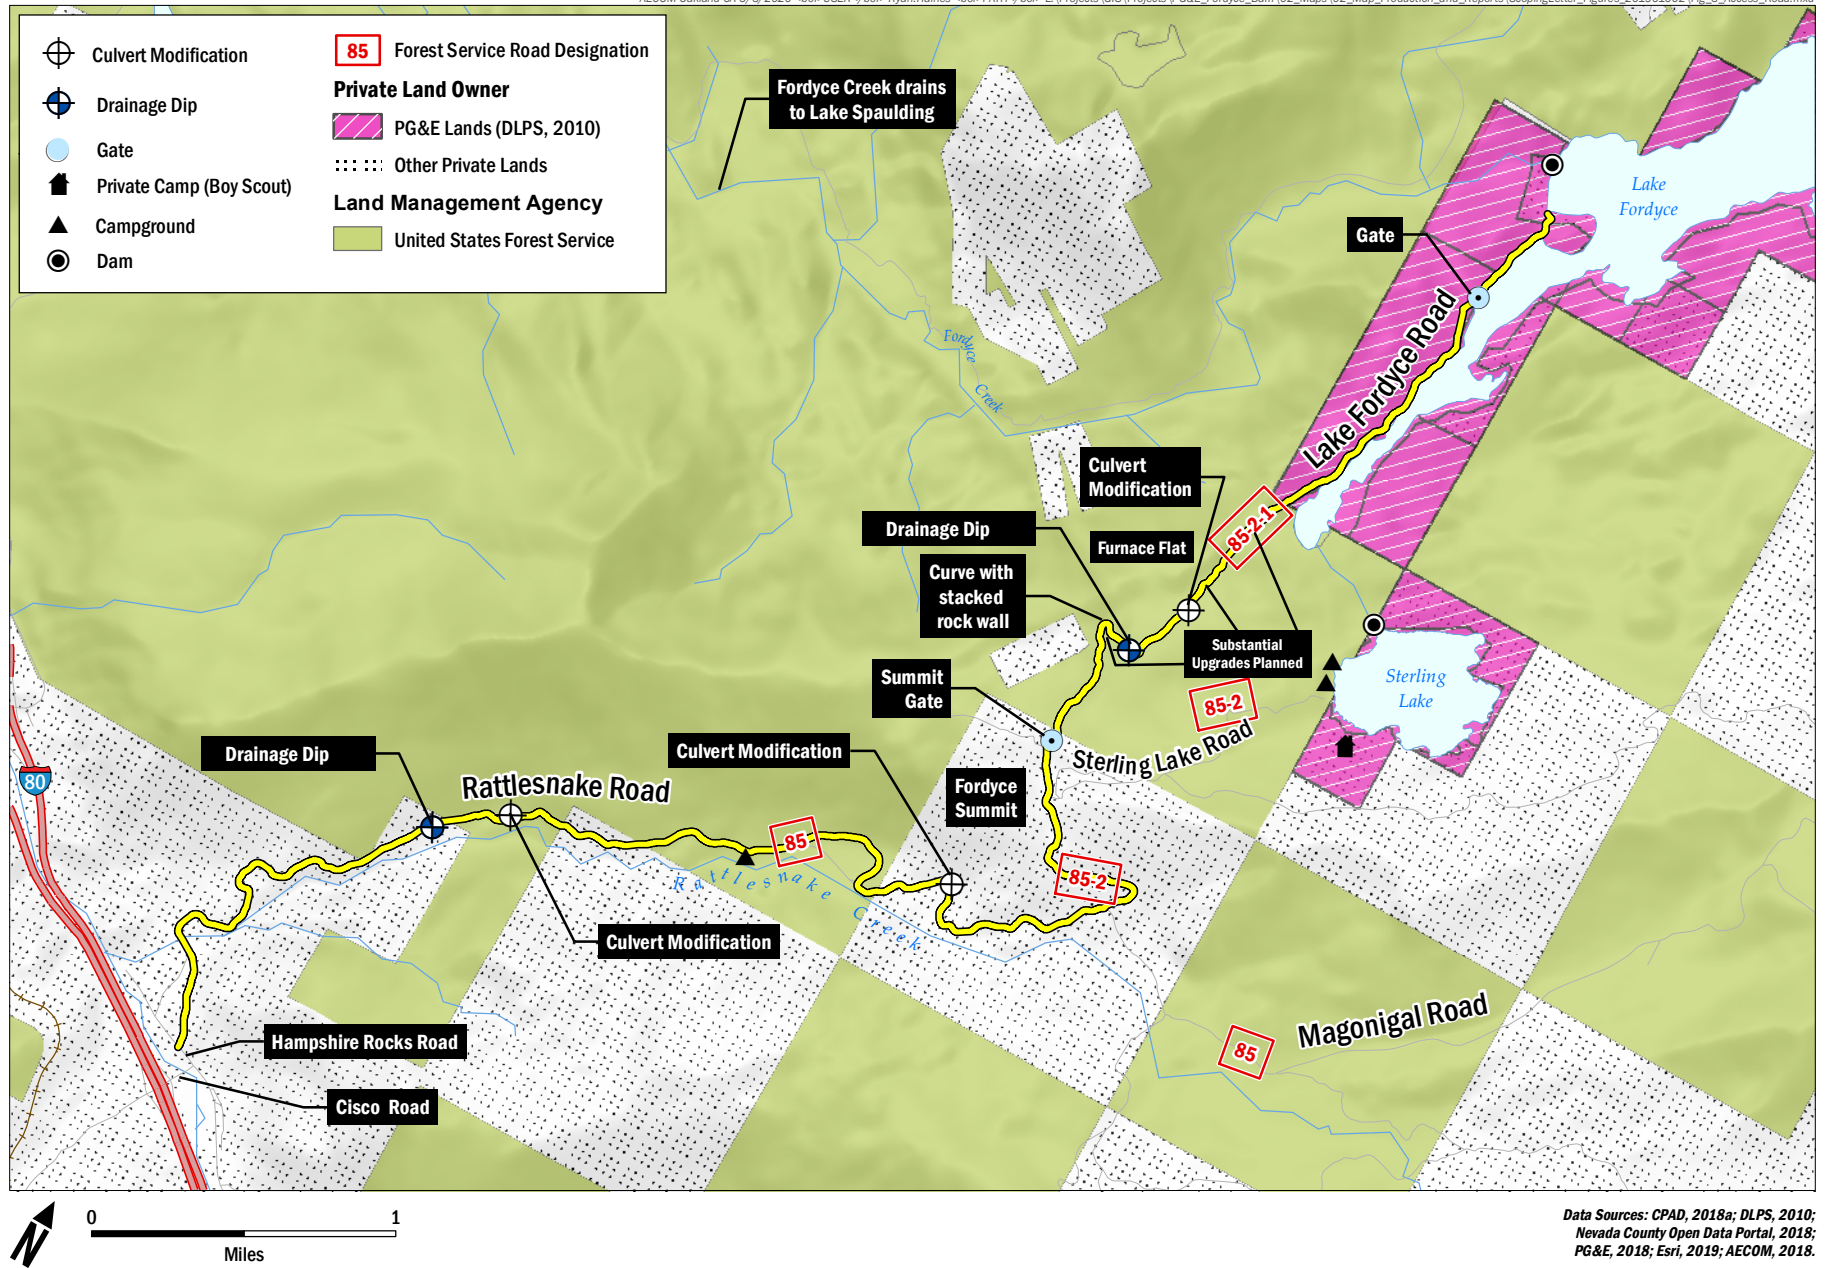 Culvert Modification
Drainage Dip
Gate
Private Camp (Boy Scout)
Campground
Dam
85 Forest Service Road Designation
Private Land Owner
PG&E Lands (DLPS, 2010)
Other Private Lands
Land Management Agency
United States Forest Service
Fordyce Creek drains
to Lake Spaulding
Lake
Fordyce
Gate
Lake Fordyce Road
Fordyce
Creek
Culvert
Modification
Drainage Dip
85-2-1
Furnace Flat
Curve with
stacked
rock wall
Substantial
Upgrades Planned
Summit
Gate
85-2
Sterling
Lake
Sterling Lake Road
Drainage Dip
Culvert Modification
80
Rattlesnake Road
Fordyce
Summit
85
85-2
Rattlesnake Creek
Culvert Modification
Magonigal Road
85
Hampshire Rocks Road
Cisco Road
N
0 1
Miles
Data Sources: CPAD, 2018a; DLPS, 2010;
Nevada County Open Data Portal, 2018;
PG&E, 2018; Esri, 2019; AECOM, 2018.